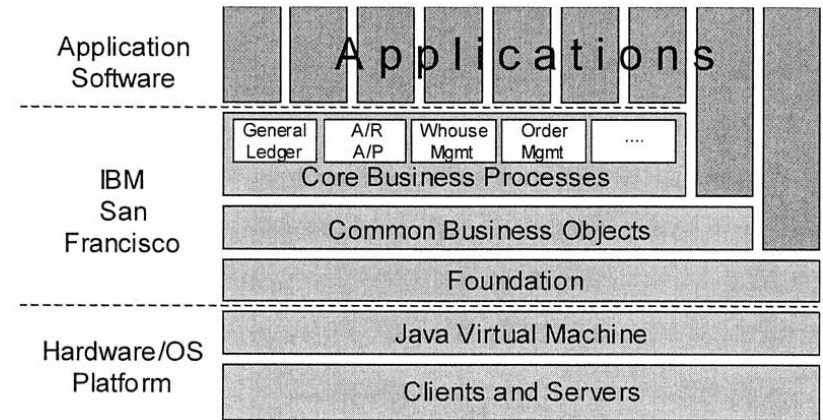 Application
Software
Applications
IBM
San
Francisco
General
Ledger
A/R
A/P
Whouse
Mgmt
Order
Mgmt
....
Core Business Processes
Common Business Objects
Foundation
Hardware/OS
Platform
Java Virtual Machine
Clients and Servers